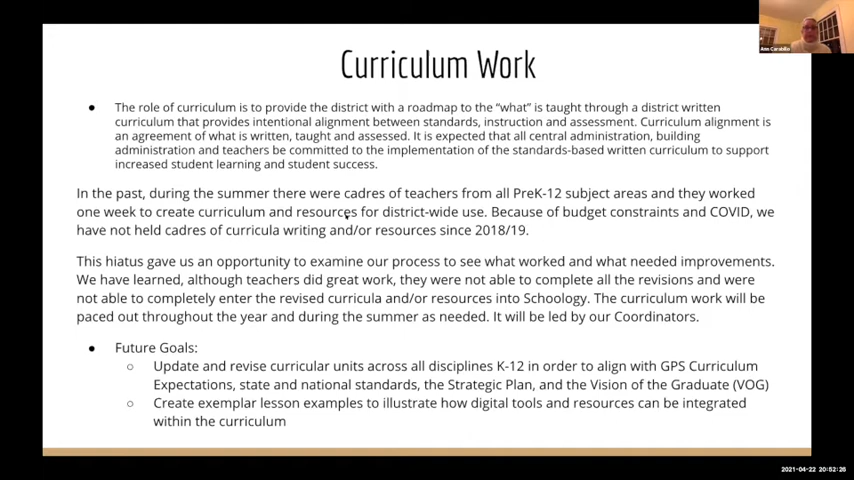 Curriculum Work
● The role of curriculum is to provide the district with a roadmap to the “what” is taught through a district written
curriculum that provides intentional alignment between standards, instruction and assessment. Curriculum alignment is
an agreement of what is written, taught and assessed. It is expected that all central administration, building
administration and teachers be committed to the implementation of the standards-based written curriculum to support
increased student learning and student success.
In the past, during the summer there were cadres of teachers from all PreK-12 subject areas and they worked
one week to create curriculum and resources for district-wide use. Because of budget constraints and COVID, we
have not held cadres of curricula writing and/or resources since 2018/19.
This hiatus gave us an opportunity to examine our process to see what worked and what needed improvements.
We have learned, although teachers did great work, they were not able to complete all the revisions and were
not able to completely enter the revised curricula and/or resources into Schoology. The curriculum work will be
paced out throughout the year and during the summer as needed. It will be led by our Coordinators.
● Future Goals:
○ Update and revise curricular units across all disciplines K-12 in order to align with GPS Curriculum
Expectations, state and national standards, the Strategic Plan, and the Vision of the Graduate (VOG)
○ Create exemplar lesson examples to illustrate how digital tools and resources can be integrated
within the curriculum
Ann Carabillo
2021-04-22 20:52:26